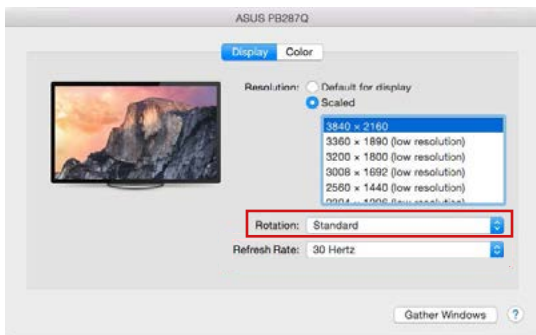 ASUS PB287Q
Display Color
Resolution: Default for display
Scaled
3840 × 2160
3360 × 1890 (low resolution)
3200 × 1800 (low resolution)
3008 × 1692 (low resolution)
2560 × 1440 (low resolution)
Rotation: Standard
Refresh Rate: 30 Hertz
Gather Windows ?